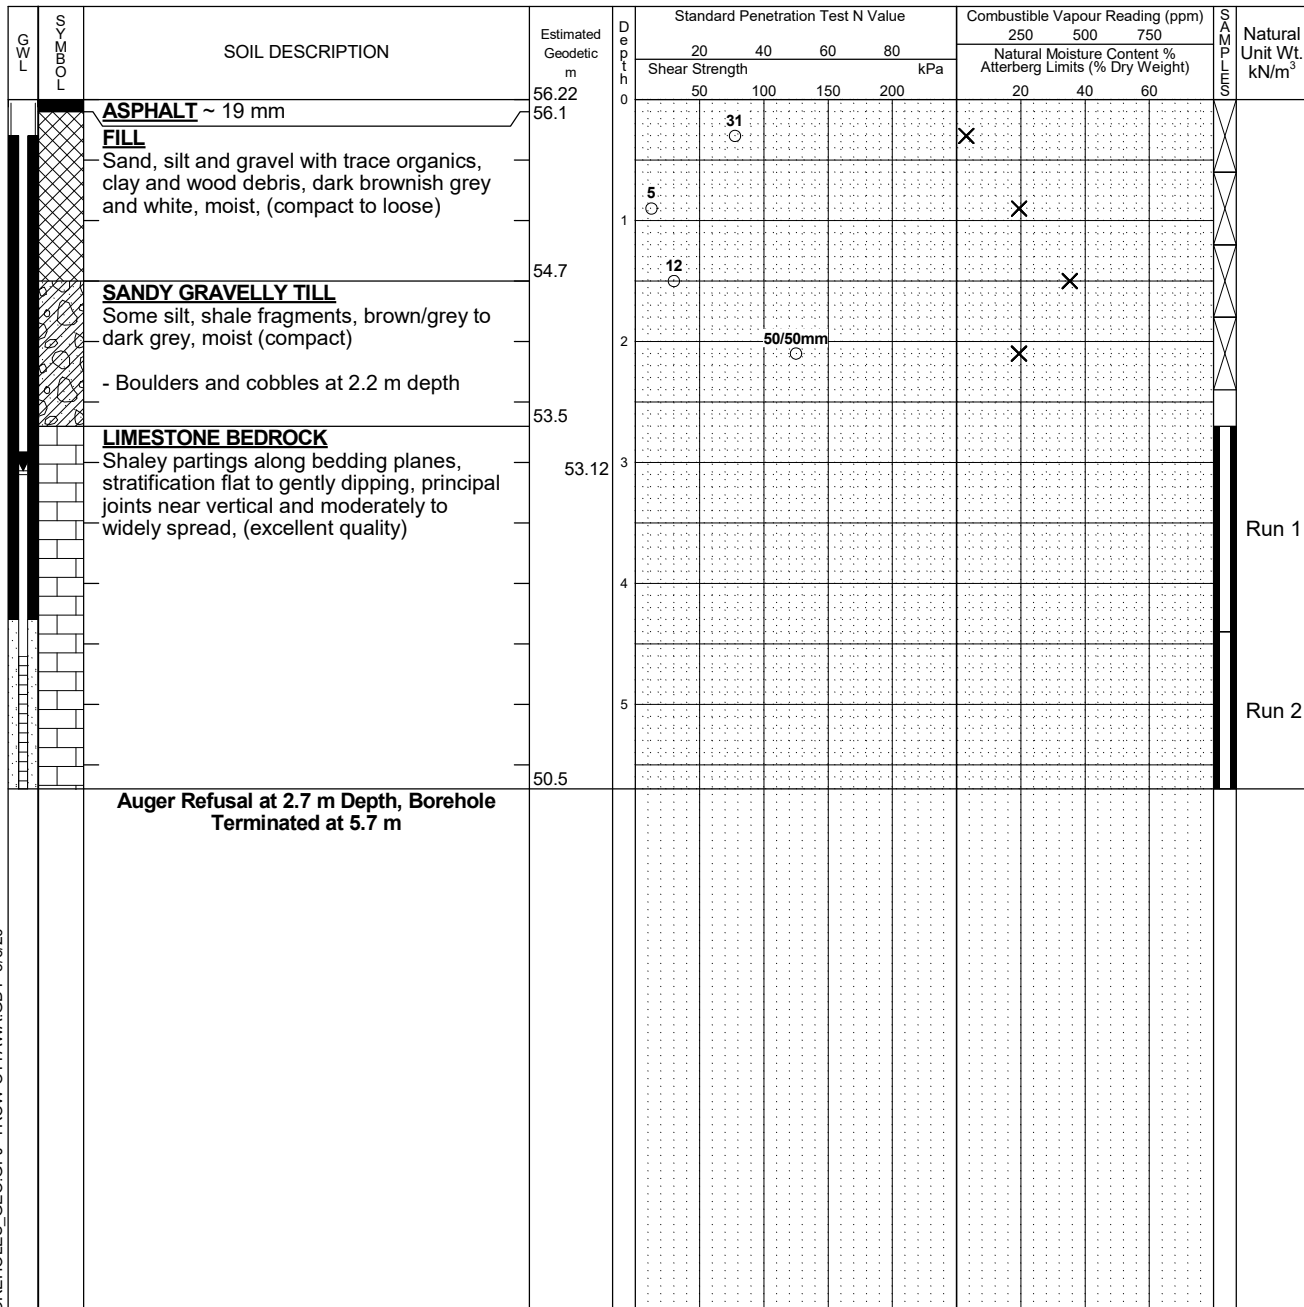 GWL
SYMBOL
SOIL DESCRIPTION
Estimated
Geodetic
m
Depth
Standard Penetration Test N Value
20 40 60 80
Shear Strength kPa
50 100 150 200
Combustible Vapour Reading (ppm)
250 500 750
Natural Moisture Content %
Atterberg Limits (% Dry Weight)
20 40 60
SAMPLES
Natural
Unit Wt.
kN/m³
56.22
0
ASPHALT ~ 19 mm
56.1
31
FILL
Sand, silt and gravel with trace organics,
clay and wood debris, dark brownish grey
and white, moist, (compact to loose)
5
1
54.7
12
SANDY GRAVELLY TILL
Some silt, shale fragments, brown/grey to
dark grey, moist (compact)
50/50mm
2
- Boulders and cobbles at 2.2 m depth
53.5
LIMESTONE BEDROCK
Shaley partings along bedding planes,
stratification flat to gently dipping, principal
joints near vertical and moderately to
widely spread, (excellent quality)
53.12
3
Run 1
4
5
Run 2
50.5
Auger Refusal at 2.7 m Depth, Borehole
Terminated at 5.7 m